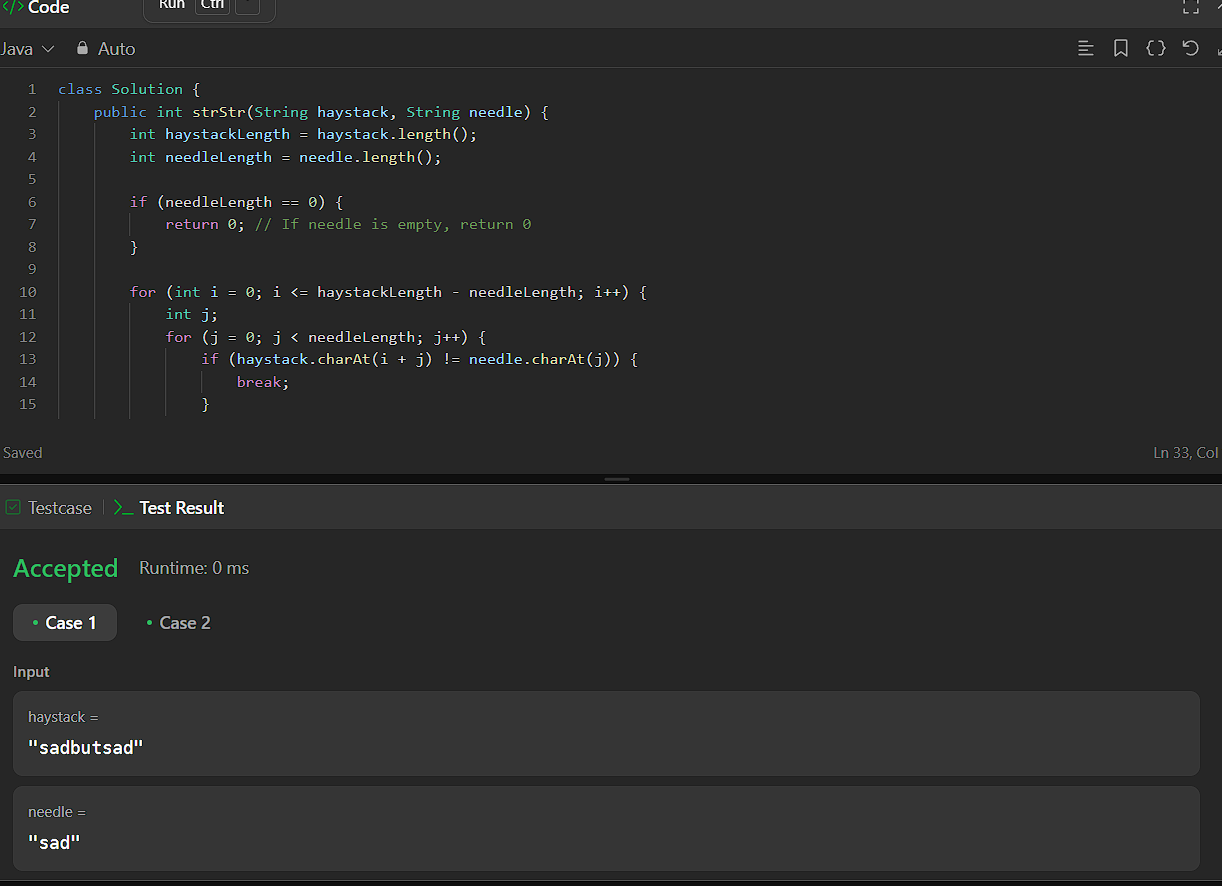 </> Code
Run Ctrl
Java Auto
1 class Solution {
2     public int strStr(String haystack, String needle) {
3         int haystackLength = haystack.length();
4         int needleLength = needle.length();
5
6         if (needleLength == 0) {
7             return 0; // If needle is empty, return 0
8         }
9
10         for (int i = 0; i <= haystackLength - needleLength; i++) {
11             int j;
12             for (j = 0; j < needleLength; j++) {
13                 if (haystack.charAt(i + j) != needle.charAt(j)) {
14                     break;
15                 }
Saved Ln 33, Col
Testcase Test Result
Accepted Runtime: 0 ms
• Case 1 • Case 2
Input
haystack =
"sadbutsad"
needle =
"sad"